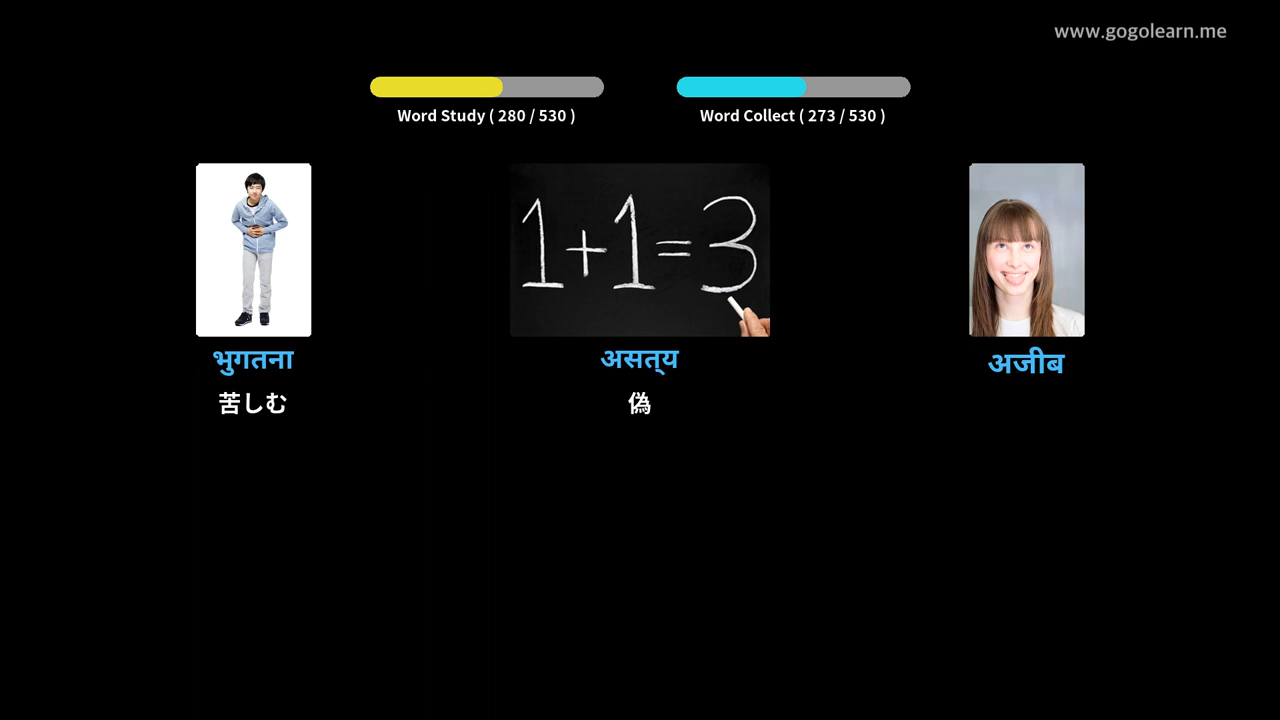 www.gogolearn.me
Word Study ( 280 / 530 )
Word Collect ( 273 / 530 )
1+1=3
भुगतना
असत्य
अजीब
苦しむ
偽